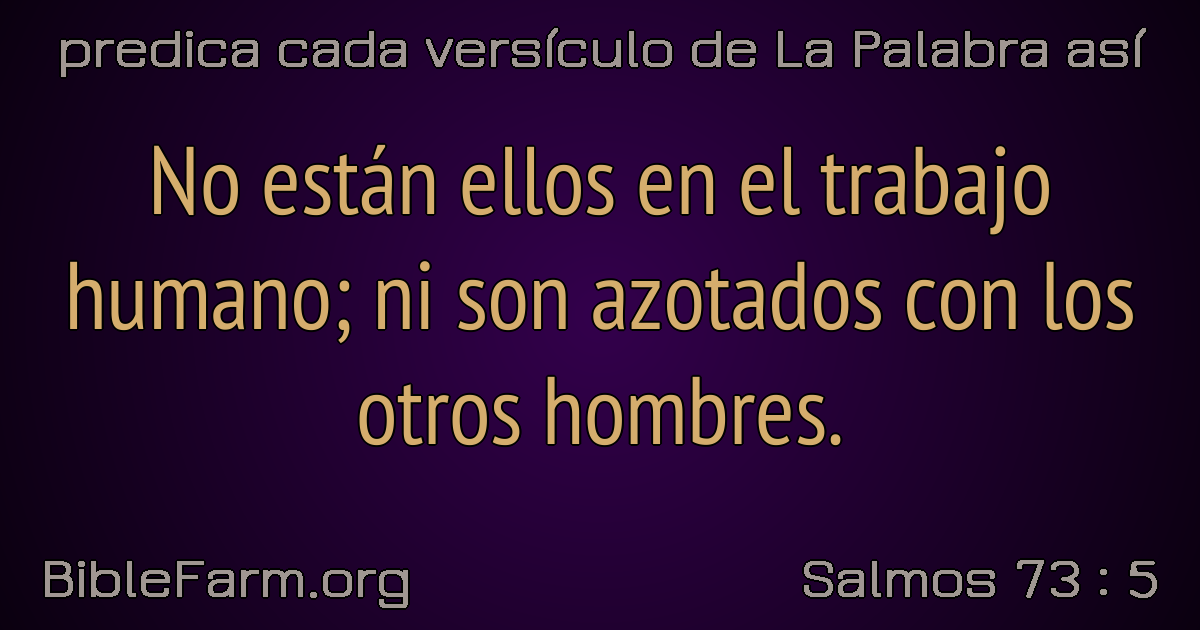 predica cada versículo de La Palabra así
No están ellos en el trabajo
humano; ni son azotados con los
otros hombres.
BibleFarm.org
Salmos 73 : 5